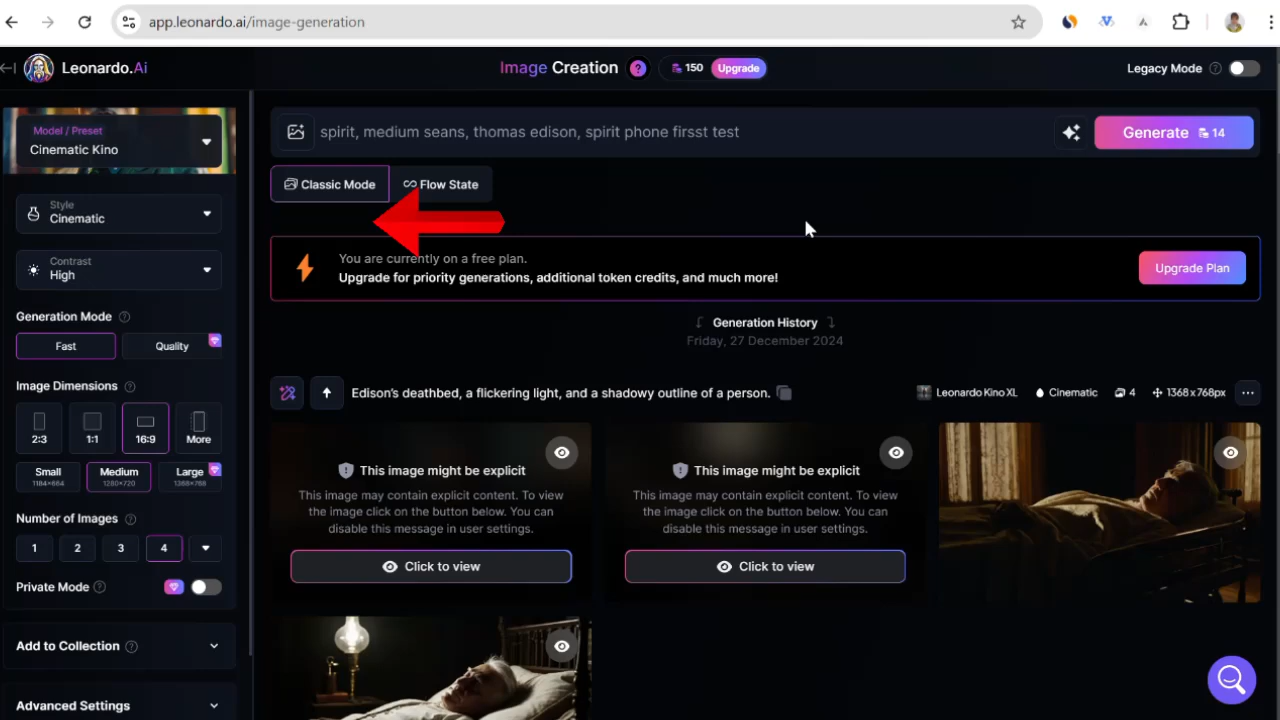 app.leonardo.ai/image-generation
Leonardo.Ai
Image Creation ?
150 Upgrade
Legacy Mode ?
Model / Preset
Cinematic Kino
spirit, medium seans, thomas edison, spirit phone firsst test
Generate 14
Classic Mode
Flow State
Style
Cinematic
Contrast
High
You are currently on a free plan.
Upgrade for priority generations, additional token credits, and much more!
Upgrade Plan
Generation Mode ?
Fast
Quality
Generation History
Friday, 27 December 2024
Image Dimensions ?
2:3
1:1
16:9
More
Small
1184×664
Medium
1280×720
Large
1368×768
Edison's deathbed, a flickering light, and a shadowy outline of a person.
Leonardo Kino XL
Cinematic
4
1368x768px
This image might be explicit
This image may contain explicit content. To view
the image click on the button below. You can
disable this message in user settings.
Click to view
This image might be explicit
This image may contain explicit content. To view
the image click on the button below. You can
disable this message in user settings.
Click to view
Number of Images ?
1
2
3
4
Private Mode ?
Add to Collection ?
Advanced Settings